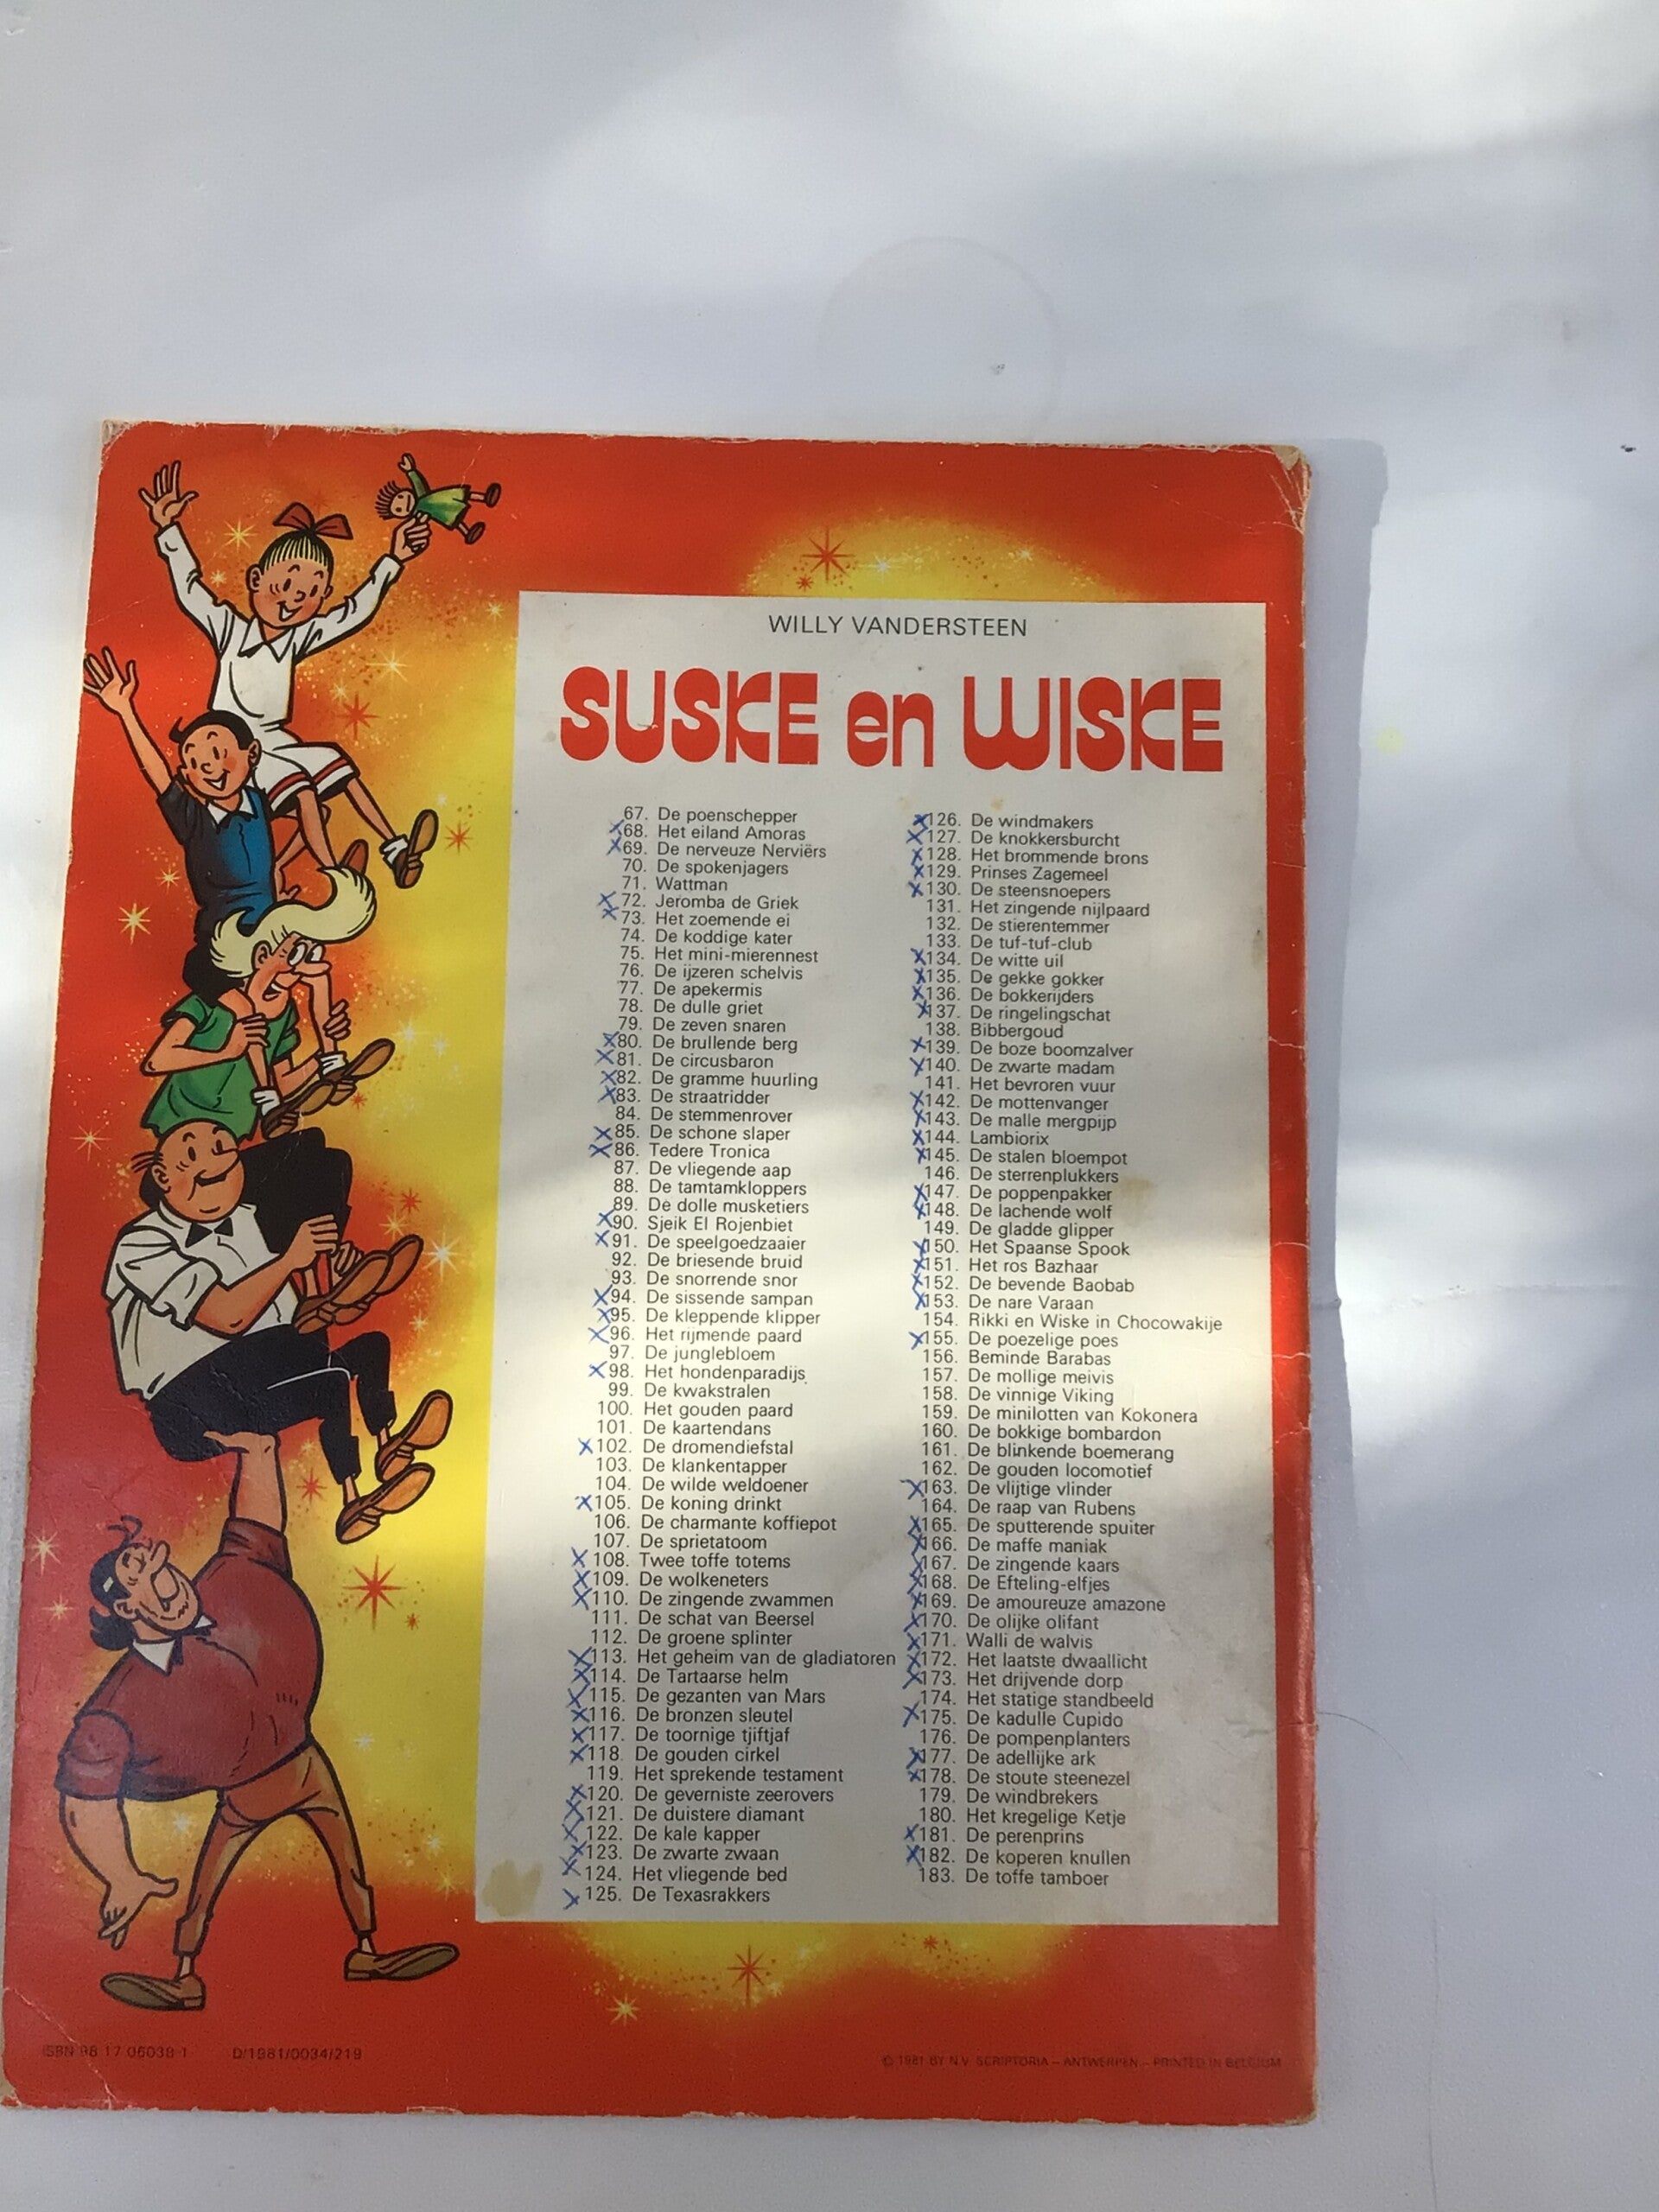 WILLY VANDERSTEEN
SUSKE en WISKE
67. De poenschepper
68. Het eiland Amoras
69. De nerveuze Nerviërs
70. De spokenjagers
71. Wattman
72. Jeromba de Griek
73. Het zoemende ei
74. De koddige kater
75. Het mini-mierennest
76. De ijzeren schelvis
77. De apekermis
78. De dulle griet
79. De zeven snaren
80. De brullende berg
81. De circusbaron
82. De gramme huurling
83. De straatridder
84. De stemmenrover
85. De schone slaper
86. Tedere Tronica
87. De vliegende aap
88. De tamtamkloppers
89. De dolle musketiers
90. Sjeik El Rojenbiet
91. De speelgoedzaaier
92. De briesende bruid
93. De snorrende snor
94. De sissende sampan
95. De kleppende klipper
96. Het rijmende paard
97. De junglebloem
98. Het hondenparadijs
99. De kwakstralen
100. Het gouden paard
101. De kaartendans
102. De dromendiefstal
103. De klankentapper
104. De wilde weldoener
105. De koning drinkt
106. De charmante koffiepot
107. De sprietatoom
108. Twee toffe totems
109. De wolkeneters
110. De zingende zwammen
111. De schat van Beersel
112. De groene splinter
113. Het geheim van de gladiatoren
114. De Tartaarse helm
115. De gezanten van Mars
116. De bronzen sleutel
117. De toornige tjiftjaf
118. De gouden cirkel
119. Het sprekende testament
120. De geverniste zeerovers
121. De duistere diamant
122. De kale kapper
123. De zwarte zwaan
124. Het vliegende bed
125. De Texasrakkers
126. De windmakers
127. De knokkersburcht
128. Het brommende brons
129. Prinses Zagemeel
130. De steensnoepers
131. Het zingende nijlpaard
132. De stierentemmer
133. De tuf-tuf-club
134. De witte uil
135. De gekke gokker
136. De bokkerijders
137. De ringelingschat
138. Bibbergoud
139. De boze boomzalver
140. De zwarte madam
141. Het bevroren vuur
142. De mottenvanger
143. De malle mergpijp
144. Lambiorix
145. De stalen bloempot
146. De sterrenplukkers
147. De poppenpakker
148. De lachende wolf
149. De gladde glipper
150. Het Spaanse Spook
151. Het ros Bazhaar
152. De bevende Baobab
153. De nare Varaan
154. Rikki en Wiske in Chocowakije
155. De poezelige poes
156. Beminde Barabas
157. De mollige meivis
158. De vinnige Viking
159. De minilotten van Kokonera
160. De bokkige bombardon
161. De blinkende boemerang
162. De gouden locomotief
163. De vlijtige vlinder
164. De raap van Rubens
165. De sputterende spuiter
166. De maffe maniak
167. De zingende kaars
168. De Efteling-elfjes
169. De amoureuze amazone
170. De olijke olifant
171. Walli de walvis
172. Het laatste dwaallicht
173. Het drijvende dorp
174. Het statige standbeeld
175. De kadulle Cupido
176. De pompenplanters
177. De adellijke ark
178. De stoute steenezel
179. De windbrekers
180. Het kregelige Ketje
181. De perenprins
182. De koperen knullen
183. De toffe tamboer
ISBN 90 17 06038 1 D/1981/0034/219
© 1981 BY N.V. SCRIPTORIA – ANTWERPEN – PRINTED IN BELGIUM